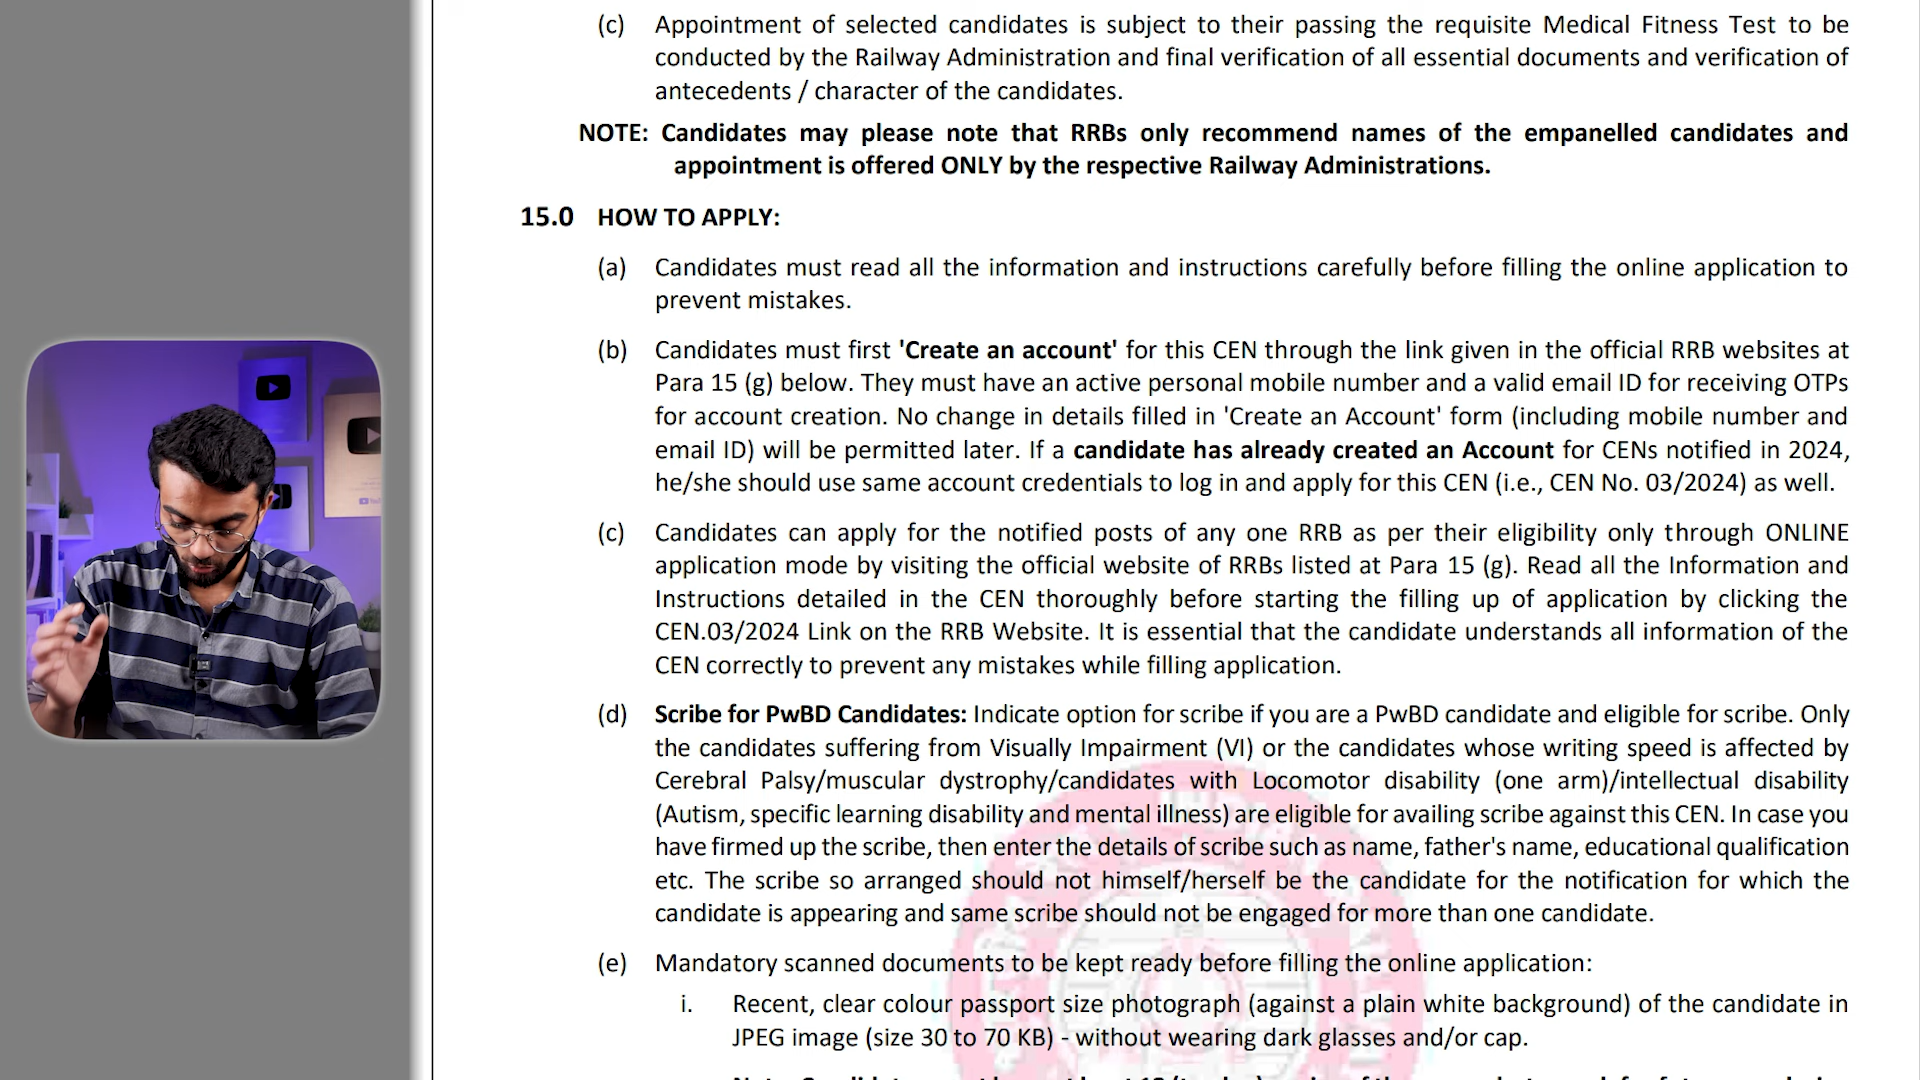 (c) Appointment of selected candidates is subject to their passing the requisite Medical Fitness Test to be
conducted by the Railway Administration and final verification of all essential documents and verification of
antecedents / character of the candidates.
NOTE: Candidates may please note that RRBs only recommend names of the empanelled candidates and
appointment is offered ONLY by the respective Railway Administrations.
15.0 HOW TO APPLY:
(a) Candidates must read all the information and instructions carefully before filling the online application to
prevent mistakes.
(b) Candidates must first 'Create an account' for this CEN through the link given in the official RRB websites at
Para 15 (g) below. They must have an active personal mobile number and a valid email ID for receiving OTPs
for account creation. No change in details filled in 'Create an Account' form (including mobile number and
email ID) will be permitted later. If a candidate has already created an Account for CENs notified in 2024,
he/she should use same account credentials to log in and apply for this CEN (i.e., CEN No. 03/2024) as well.
(c) Candidates can apply for the notified posts of any one RRB as per their eligibility only through ONLINE
application mode by visiting the official website of RRBs listed at Para 15 (g). Read all the Information and
Instructions detailed in the CEN thoroughly before starting the filling up of application by clicking the
CEN.03/2024 Link on the RRB Website. It is essential that the candidate understands all information of the
CEN correctly to prevent any mistakes while filling application.
(d) Scribe for PwBD Candidates: Indicate option for scribe if you are a PwBD candidate and eligible for scribe. Only
the candidates suffering from Visually Impairment (VI) or the candidates whose writing speed is affected by
Cerebral Palsy/muscular dystrophy/candidates with Locomotor disability (one arm)/intellectual disability
(Autism, specific learning disability and mental illness) are eligible for availing scribe against this CEN. In case you
have firmed up the scribe, then enter the details of scribe such as name, father's name, educational qualification
etc. The scribe so arranged should not himself/herself be the candidate for the notification for which the
candidate is appearing and same scribe should not be engaged for more than one candidate.
(e) Mandatory scanned documents to be kept ready before filling the online application:
i. Recent, clear colour passport size photograph (against a plain white background) of the candidate in
JPEG image (size 30 to 70 KB) - without wearing dark glasses and/or cap.